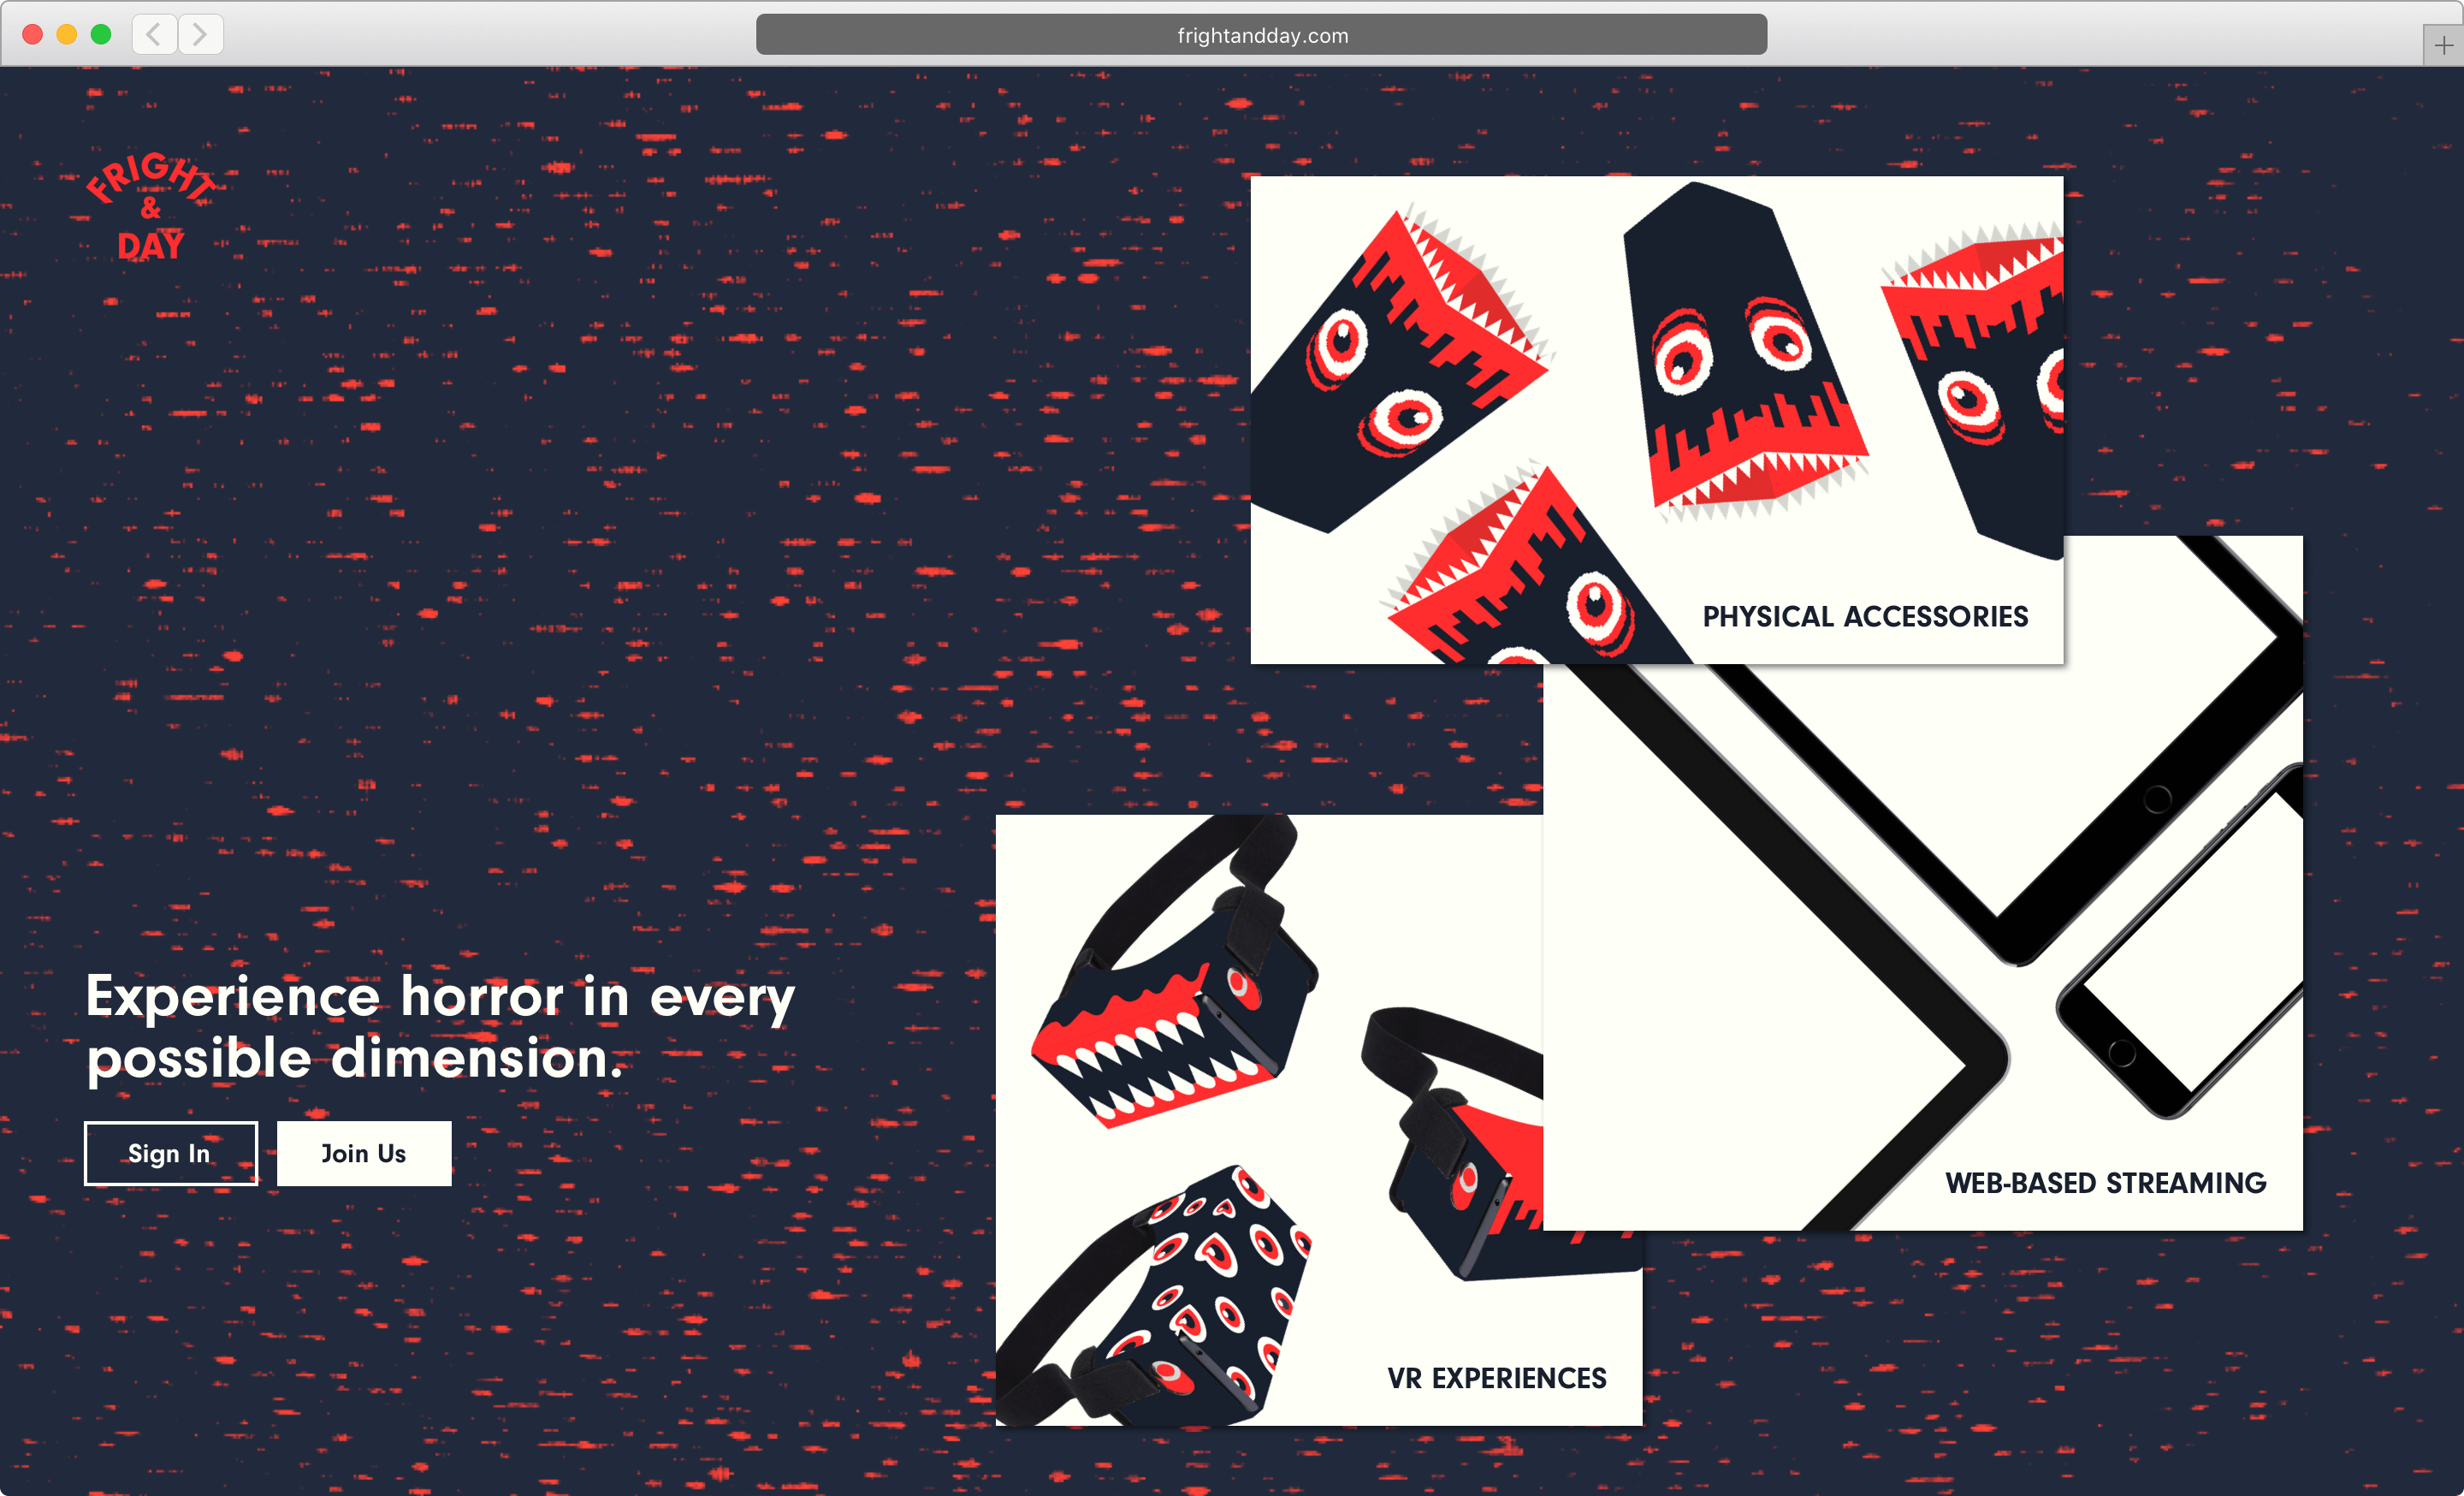 frightandday.com
FRIGHT
&
DAY
PHYSICAL ACCESSORIES
Experience horror in every
possible dimension.
Sign In
Join Us
WEB-BASED STREAMING
VR EXPERIENCES